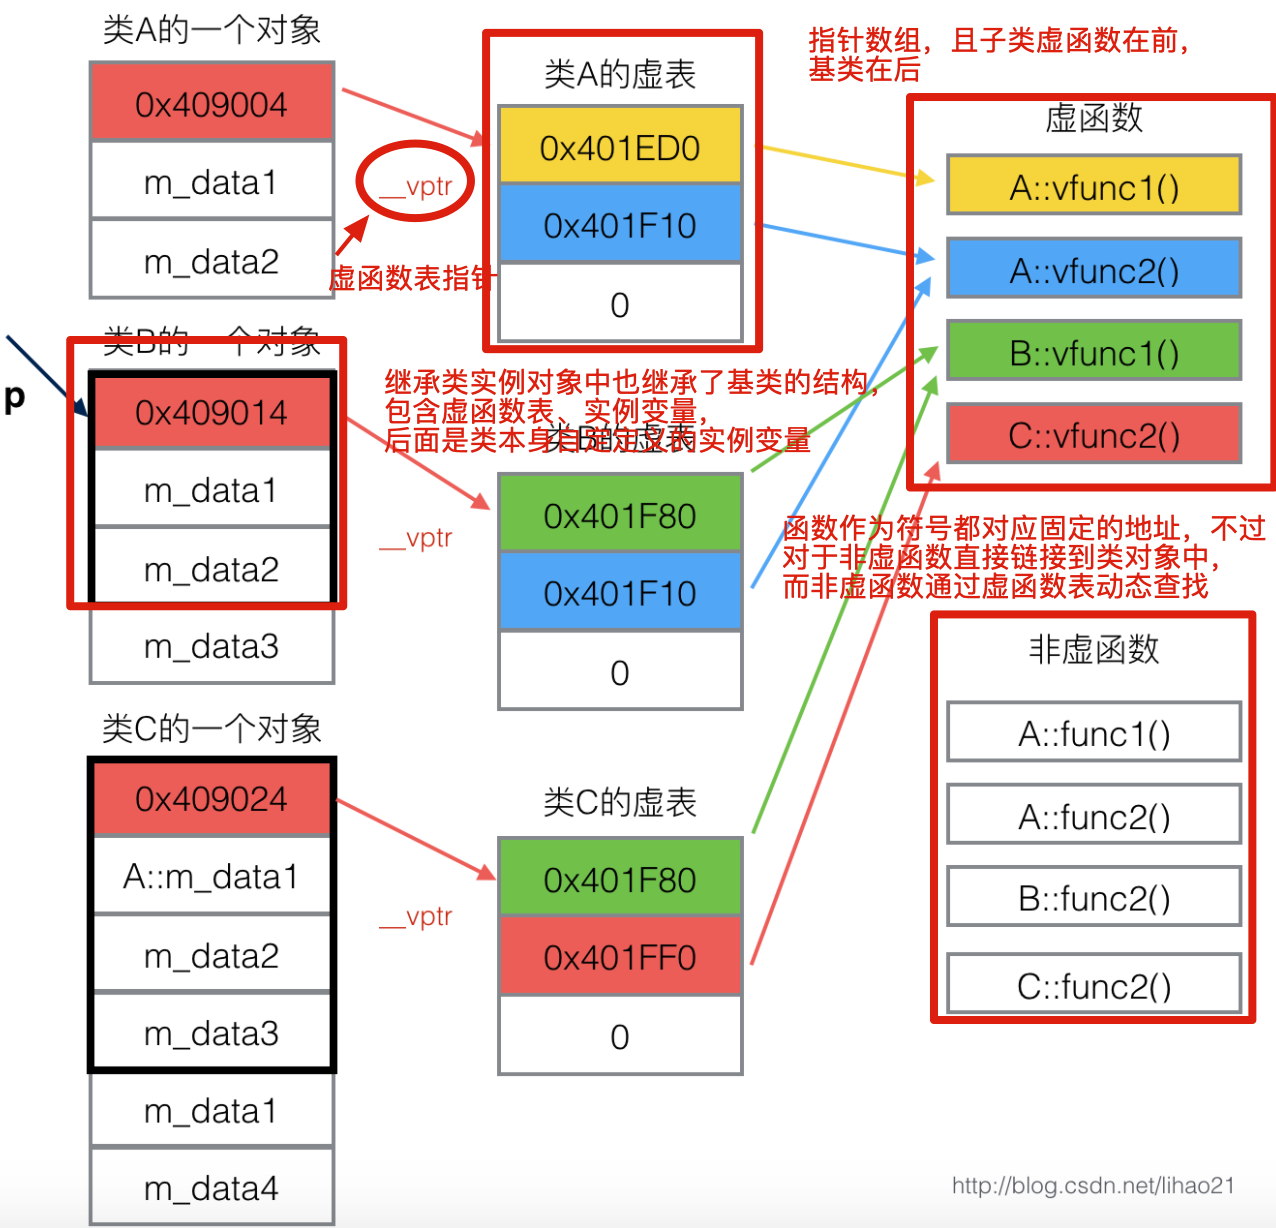 类A的一个对象
0x409004
m_data1
m_data2
__vptr
虚函数表指针
类A的虚表
0x401ED0
0x401F10
0
指针数组，且子类虚函数在前，
基类在后
虚函数
A::vfunc1()
A::vfunc2()
B::vfunc1()
C::vfunc2()
p
类B的一个对象
0x409014
m_data1
m_data2
m_data3
__vptr
继承类实例对象中也继承了基类的结构，
包含虚函数表、实例变量，
后面是类本身自定义的实例变量
类B的虚表
0x401F80
0x401F10
0
函数作为符号都对应固定的地址，不过
对于非虚函数直接链接到类对象中，
而非虚函数通过虚函数表动态查找
非虚函数
A::func1()
A::func2()
B::func2()
C::func2()
类C的一个对象
0x409024
A::m_data1
m_data2
m_data3
m_data1
m_data4
__vptr
类C的虚表
0x401F80
0x401FF0
0
http://blog.csdn.net/lihao21